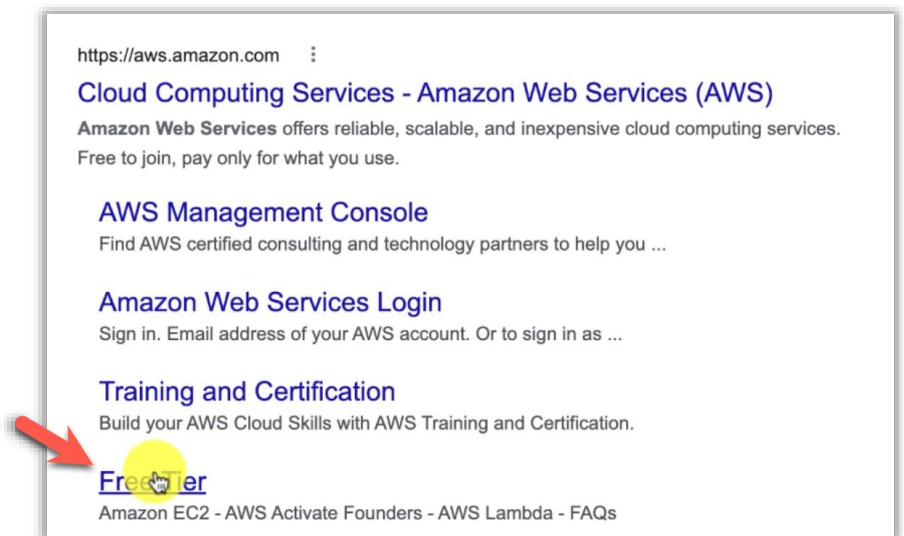 https://aws.amazon.com
Cloud Computing Services - Amazon Web Services (AWS)
Amazon Web Services offers reliable, scalable, and inexpensive cloud computing services.
Free to join, pay only for what you use.
AWS Management Console
Find AWS certified consulting and technology partners to help you ...
Amazon Web Services Login
Sign in. Email address of your AWS account. Or to sign in as ...
Training and Certification
Build your AWS Cloud Skills with AWS Training and Certification.
Free Tier
Amazon EC2 - AWS Activate Founders - AWS Lambda - FAQs